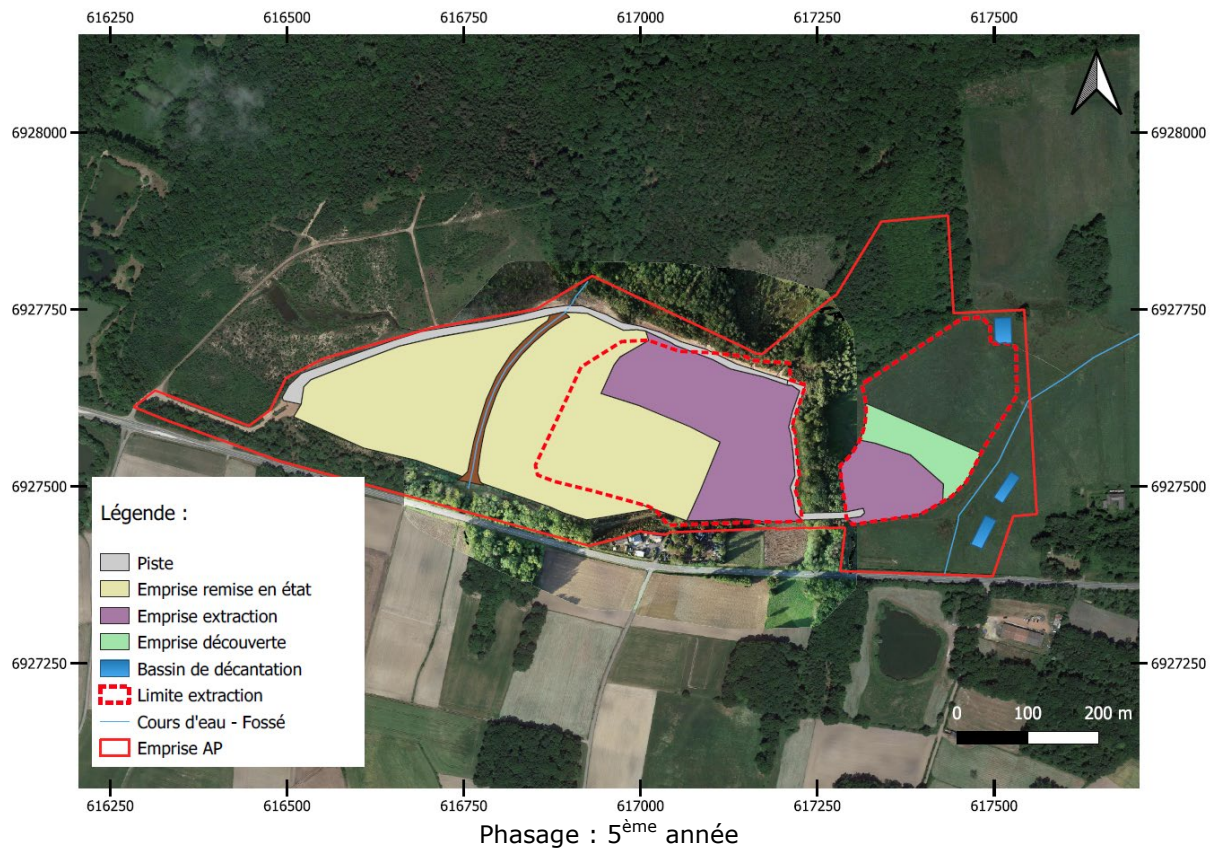 616250 616500 616750 617000 617250 617500
6928000 6928000
6927750 6927750
6927500 6927500
Légende :
Piste
Emprise remise en état
Emprise extraction
Emprise découverte
Bassin de décantation
Limite extraction
Cours d'eau - Fossé
Emprise AP
6927250 6927250
0 100 200 m
616250 616500 616750 617000 617250 617500
Phasage : 5ème année